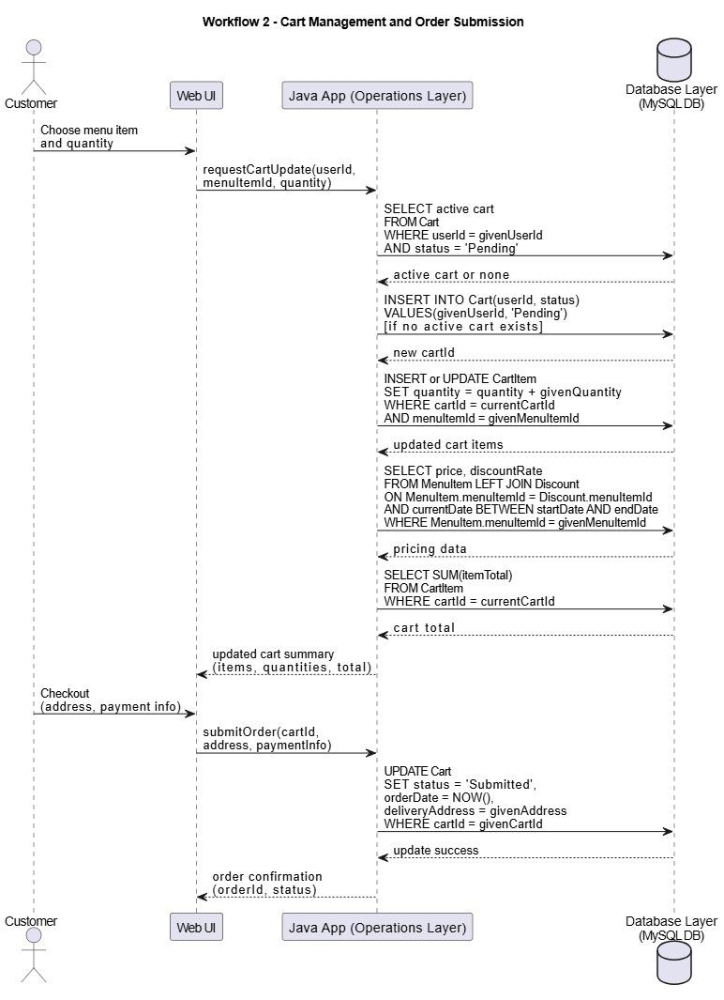 Workflow 2 - Cart Management and Order Submission
Customer
Web UI
Java App (Operations Layer)
Database Layer
(MySQL DB)
Choose menu item
and quantity
requestCartUpdate(userId,
menuItemId, quantity)
SELECT active cart
FROM Cart
WHERE userId = givenUserId
AND status = 'Pending'
active cart or none
INSERT INTO Cart(userId, status)
VALUES(givenUserId, 'Pending')
[if no active cart exists]
new cartId
INSERT or UPDATE CartItem
SET quantity = quantity + givenQuantity
WHERE cartId = currentCartId
AND menuItemId = givenMenuItemId
updated cart items
SELECT price, discountRate
FROM MenuItem LEFT JOIN Discount
ON MenuItem.menuItemId = Discount.menuItemId
AND currentDate BETWEEN startDate AND endDate
WHERE MenuItem.menuItemId = givenMenuItemId
pricing data
SELECT SUM(itemTotal)
FROM CartItem
WHERE cartId = currentCartId
cart total
updated cart summary
(items, quantities, total)
Checkout
(address, payment info)
submitOrder(cartId,
address, paymentInfo)
UPDATE Cart
SET status = 'Submitted',
orderDate = NOW(),
deliveryAddress = givenAddress
WHERE cartId = givenCartId
update success
order confirmation
(orderId, status)
Customer
Web UI
Java App (Operations Layer)
Database Layer
(MySQL DB)